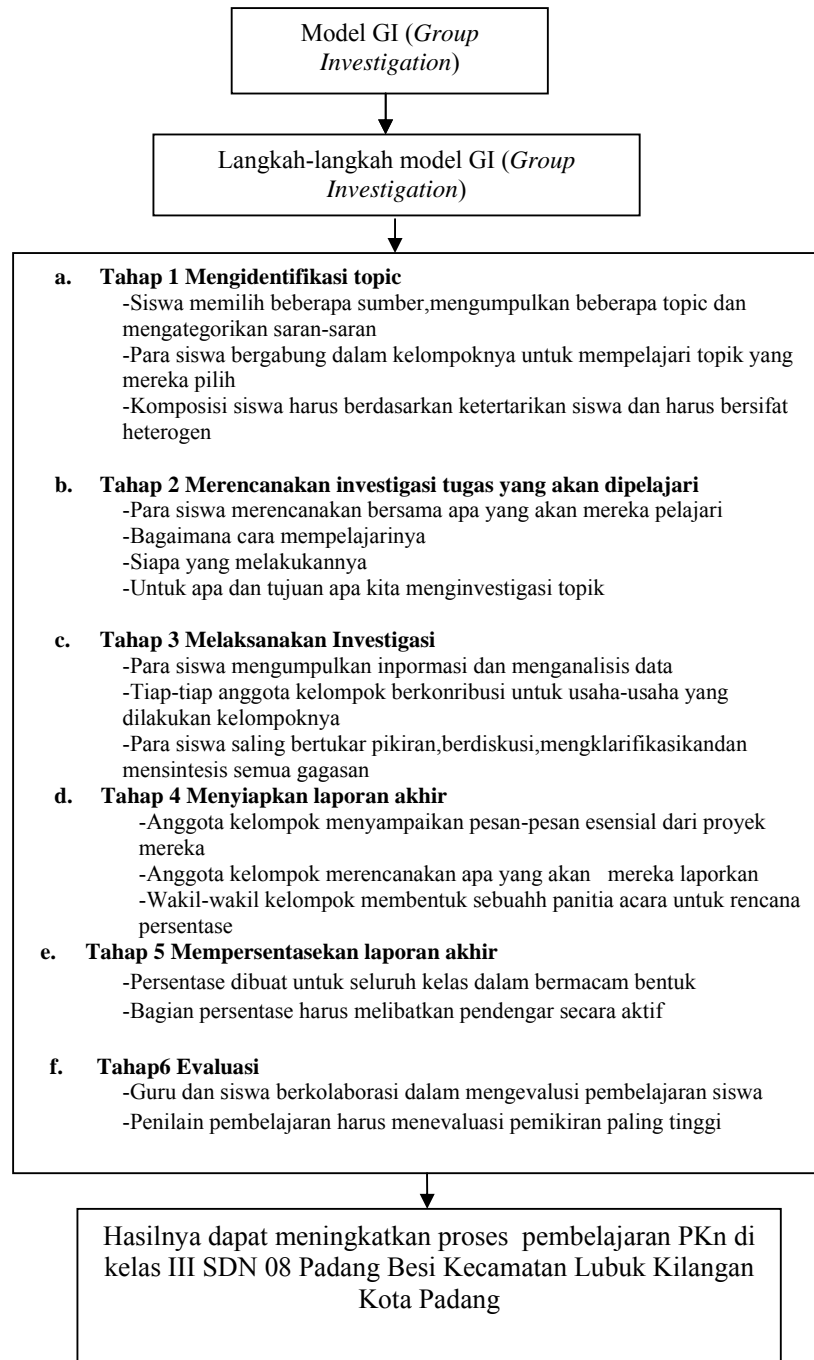 Model GI (Group
Investigation)
Langkah-langkah model GI (Group
Investigation)
a. Tahap 1 Mengidentifikasi topic
-Siswa memilih beberapa sumber,mengumpulkan beberapa topic dan
mengategorikan saran-saran
-Para siswa bergabung dalam kelompoknya untuk mempelajari topik yang
mereka pilih
-Komposisi siswa harus berdasarkan ketertarikan siswa dan harus bersifat
heterogen
b. Tahap 2 Merencanakan investigasi tugas yang akan dipelajari
-Para siswa merencanakan bersama apa yang akan mereka pelajari
-Bagaimana cara mempelajarinya
-Siapa yang melakukannya
-Untuk apa dan tujuan apa kita menginvestigasi topik
c. Tahap 3 Melaksanakan Investigasi
-Para siswa mengumpulkan inpormasi dan menganalisis data
-Tiap-tiap anggota kelompok berkonribusi untuk usaha-usaha yang
dilakukan kelompoknya
-Para siswa saling bertukar pikiran,berdiskusi,mengklarifikasikandan
mensintesis semua gagasan
d. Tahap 4 Menyiapkan laporan akhir
-Anggota kelompok menyampaikan pesan-pesan esensial dari proyek
mereka
-Anggota kelompok merencanakan apa yang akan mereka laporkan
-Wakil-wakil kelompok membentuk sebuahh panitia acara untuk rencana
persentase
e. Tahap 5 Mempersentasekan laporan akhir
-Persentase dibuat untuk seluruh kelas dalam bermacam bentuk
-Bagian persentase harus melibatkan pendengar secara aktif
f. Tahap6 Evaluasi
-Guru dan siswa berkolaborasi dalam mengevalusi pembelajaran siswa
-Penilain pembelajaran harus menevaluasi pemikiran paling tinggi
Hasilnya dapat meningkatkan proses pembelajaran PKn di
kelas III SDN 08 Padang Besi Kecamatan Lubuk Kilangan
Kota Padang